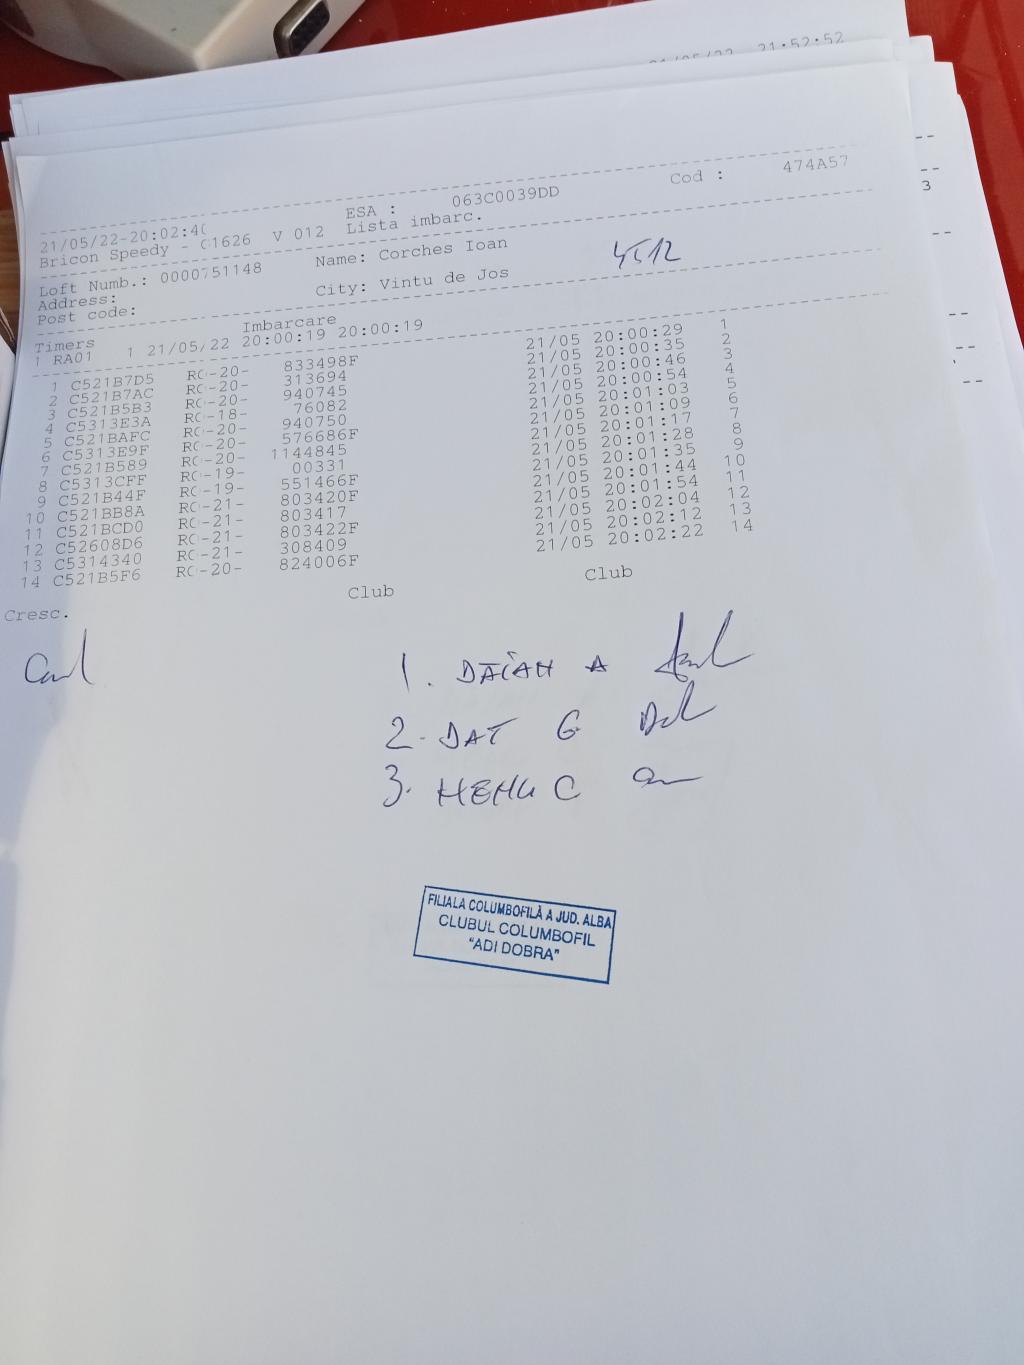 21/05/22 21:52:52
21/05/22-20:02:40 ESA : 063C0039DD Cod : 474A57
Bricon Speedy - C1626 V 012 Lista imbarc.
Loft Numb.: 0000751148 Name: Corches Ioan
Address:
Post code: City: Vintu de Jos
4512
Timers Imbarcare
1 RA01 1 21/05/22 20:00:19 20:00:19
1 C521B7D5 RO-20- 833498F 21/05 20:00:29 1
2 C521B7AC RO-20- 313694 21/05 20:00:35 2
3 C521B5B3 RO-20- 940745 21/05 20:00:46 3
4 C5313E3A RO-18- 76082 21/05 20:00:54 4
5 C521BAFC RO-20- 940750 21/05 20:01:03 5
6 C5313E9F RO-20- 576686F 21/05 20:01:09 6
7 C521B589 RO-20- 1144845 21/05 20:01:17 7
8 C5313CFF RO-19- 00331 21/05 20:01:28 8
9 C521B44F RO-19- 551466F 21/05 20:01:35 9
10 C521BB8A RO-21- 803420F 21/05 20:01:44 10
11 C521BCD0 RO-21- 803417 21/05 20:01:54 11
12 C52608D6 RO-21- 803422F 21/05 20:02:04 12
13 C5314340 RO-21- 308409 21/05 20:02:12 13
14 C521B5F6 RO-20- 824006F 21/05 20:02:22 14
Cresc. Club Club
1. A
2. DAT G
3. C
FILIALA COLUMBOFILĂ A JUD. ALBA
CLUBUL COLUMBOFIL
"ADI DOBRA"
3